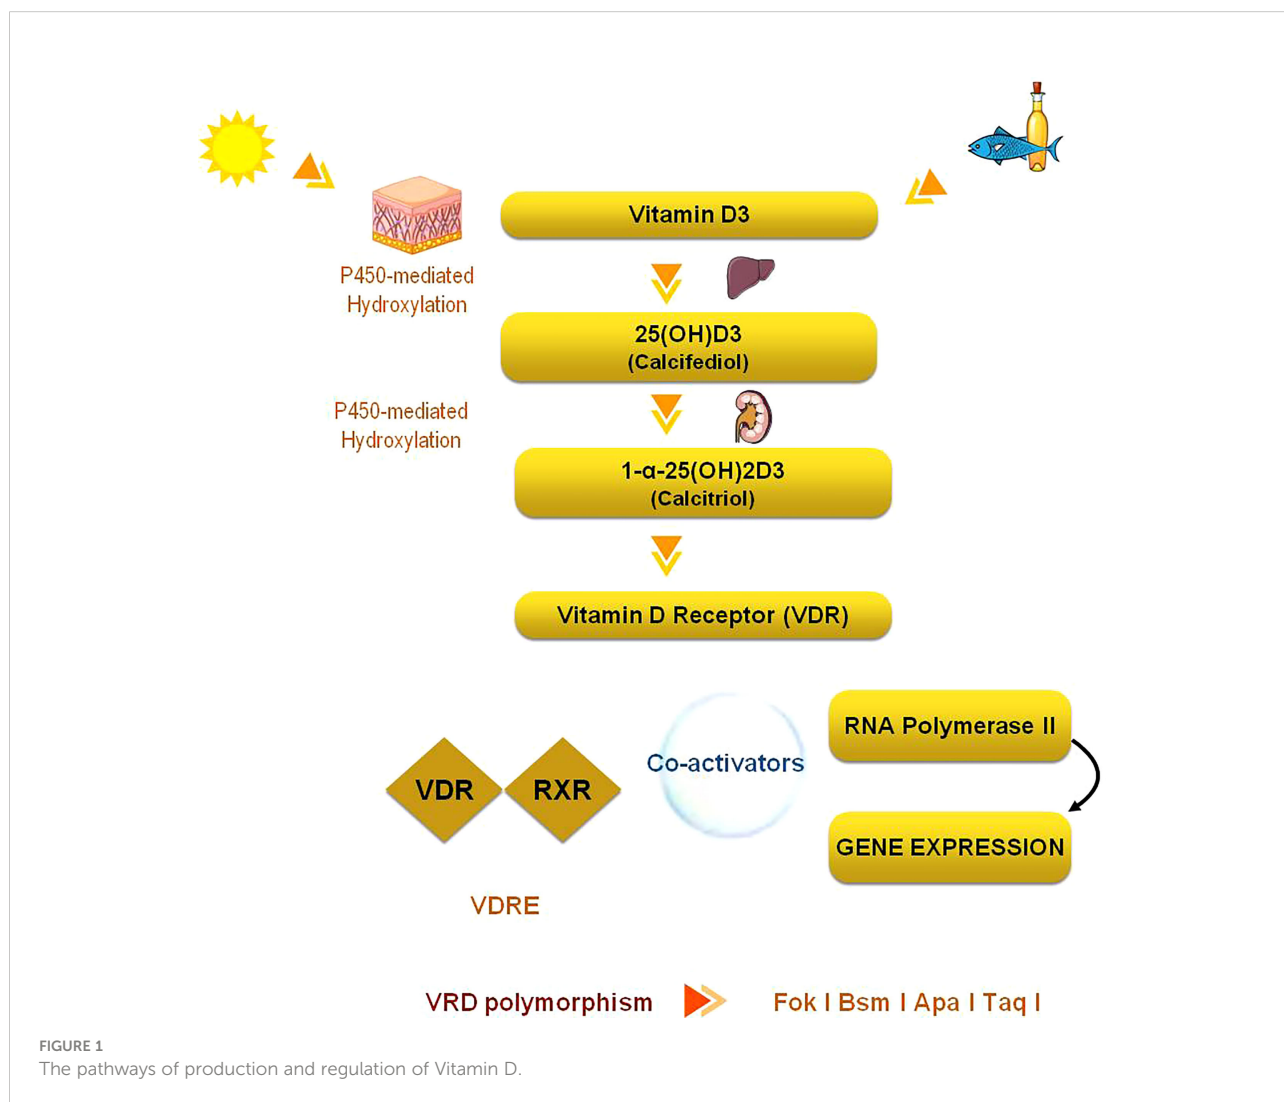 Vitamin D3
P450-mediated
Hydroxylation
25(OH)D3
(Calcifediol)
P450-mediated
Hydroxylation
1-α-25(OH)2D3
(Calcitriol)
Vitamin D Receptor (VDR)
VDR
RXR
Co-activators
RNA Polymerase II
GENE EXPRESSION
VDRE
VRD polymorphism
Fok I Bsm I Apa I Taq I
FIGURE 1
The pathways of production and regulation of Vitamin D.